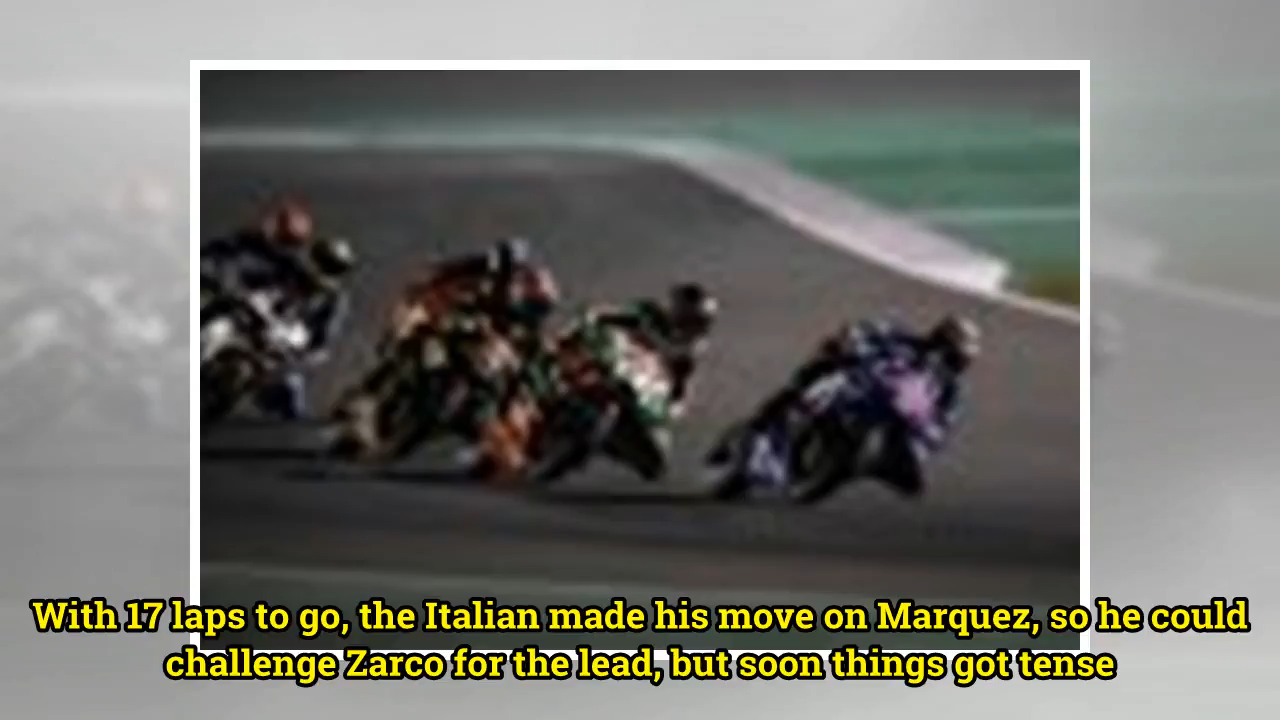 With 17 laps to go, the Italian made his move on Marquez, so he could
challenge Zarco for the lead, but soon things got tense